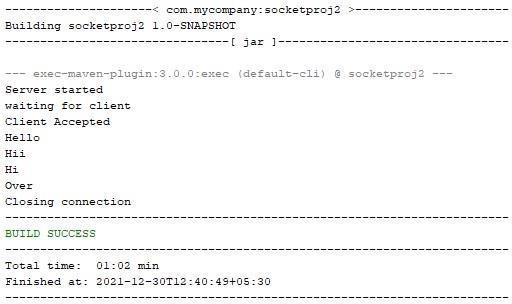 ----------------------< com.mycompany:socketproj2 >-----------------------
Building socketproj2 1.0-SNAPSHOT
--------------------------------[ jar ]---------------------------------

--- exec-maven-plugin:3.0.0:exec (default-cli) @ socketproj2 ---
Server started
waiting for client
Client Accepted
Hello
Hii
Hi
Over
Closing connection
------------------------------------------------------------------------
BUILD SUCCESS
------------------------------------------------------------------------
Total time:  01:02 min
Finished at: 2021-12-30T12:40:49+05:30
------------------------------------------------------------------------